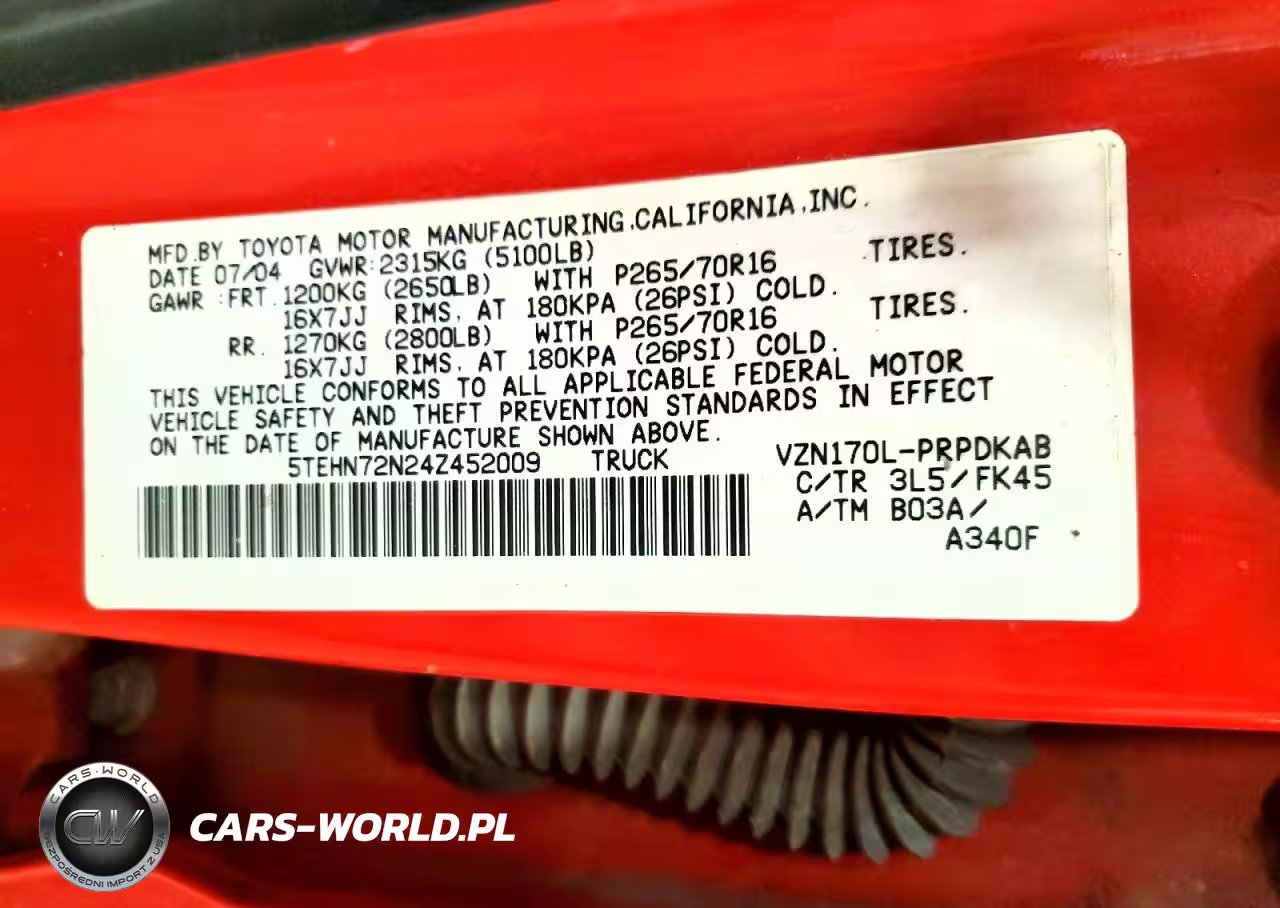 MFD.BY TOYOTA MOTOR MANUFACTURING,CALIFORNIA,INC.
DATE 07/04 GVWR:2315KG (5100LB)
GAWR :FRT. 1200KG (2650LB) WITH P265/70R16 TIRES.
16X7JJ RIMS, AT 180KPA (26PSI) COLD.
RR. 1270KG (2800LB) WITH P265/70R16 TIRES.
16X7JJ RIMS, AT 180KPA (26PSI) COLD.
THIS VEHICLE CONFORMS TO ALL APPLICABLE FEDERAL MOTOR
VEHICLE SAFETY AND THEFT PREVENTION STANDARDS IN EFFECT
ON THE DATE OF MANUFACTURE SHOWN ABOVE.
5TEHN72N24Z452009 TRUCK
VZN170L-PRPDKAB
C/TR 3L5/FK45
A/TM B03A/
A340F
CARS-WORLD
CW
BEZPOŚREDNI IMPORT Z USA
CARS-WORLD.PL